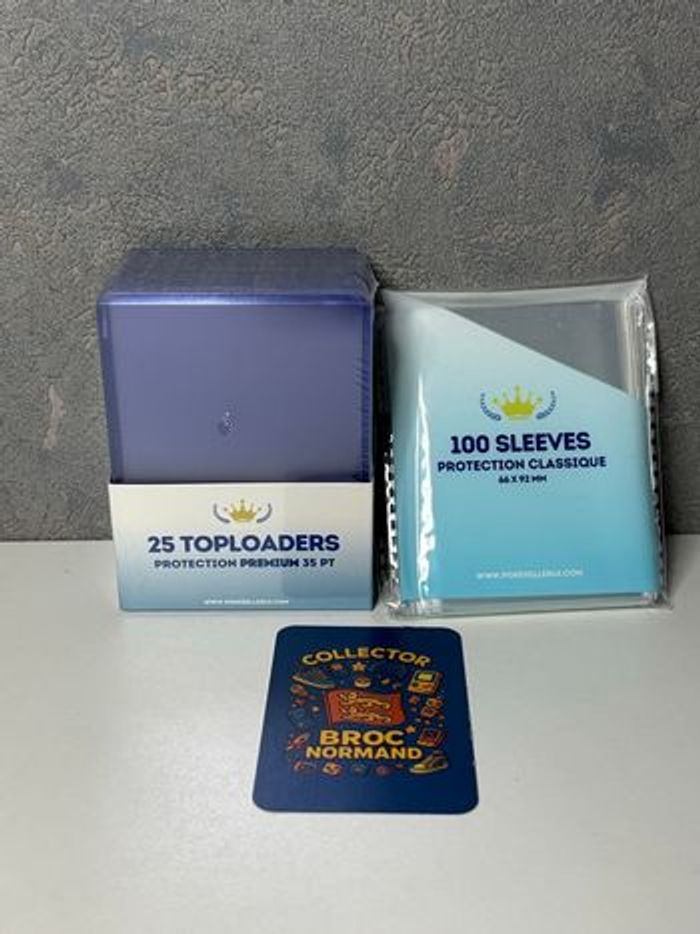 25 TOPLOADERS
PROTECTION PREMIUM 35 PT
100 SLEEVES
PROTECTION CLASSIQUE
66 X 92 MM
COLLECTOR
BROC
NORMAND